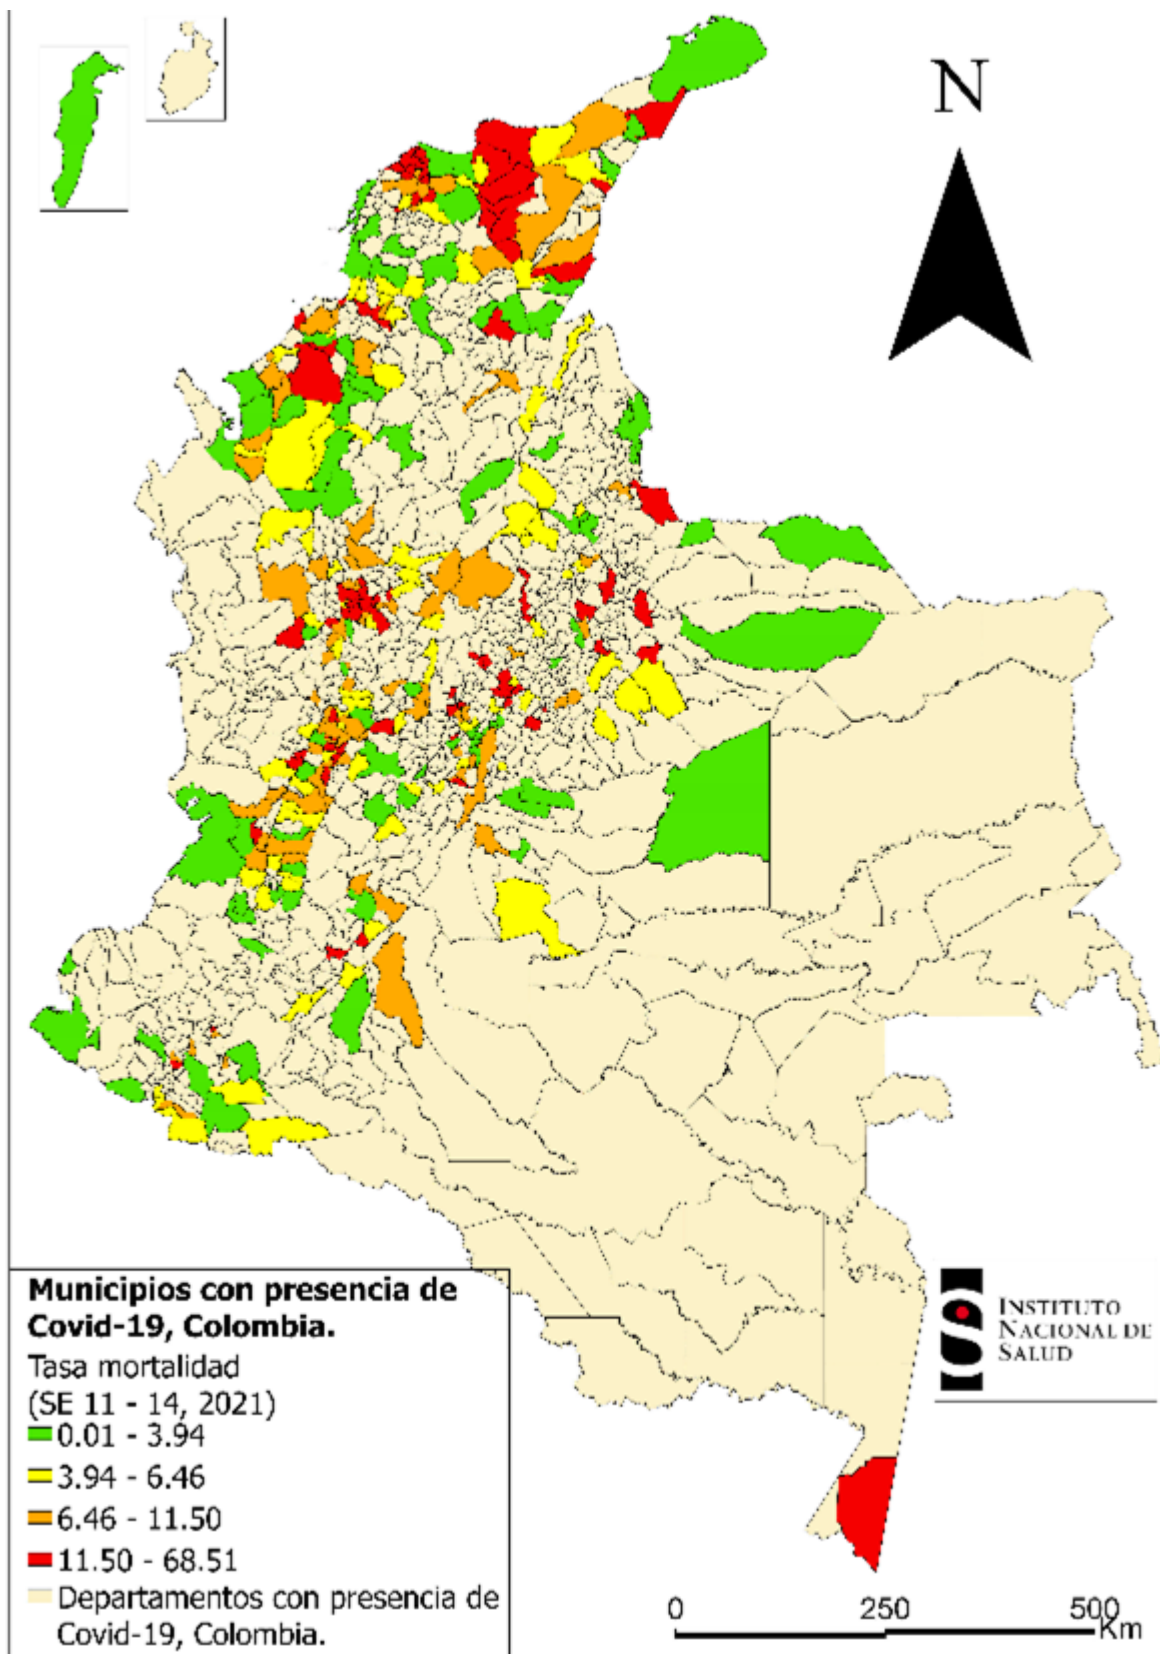 N
Municipios con presencia de
Covid-19, Colombia.
Tasa mortalidad
(SE 11 - 14, 2021)
0.01 - 3.94
3.94 - 6.46
6.46 - 11.50
11.50 - 68.51
Departamentos con presencia de
Covid-19, Colombia.
INSTITUTO
NACIONAL DE
SALUD
0 250 500
Km